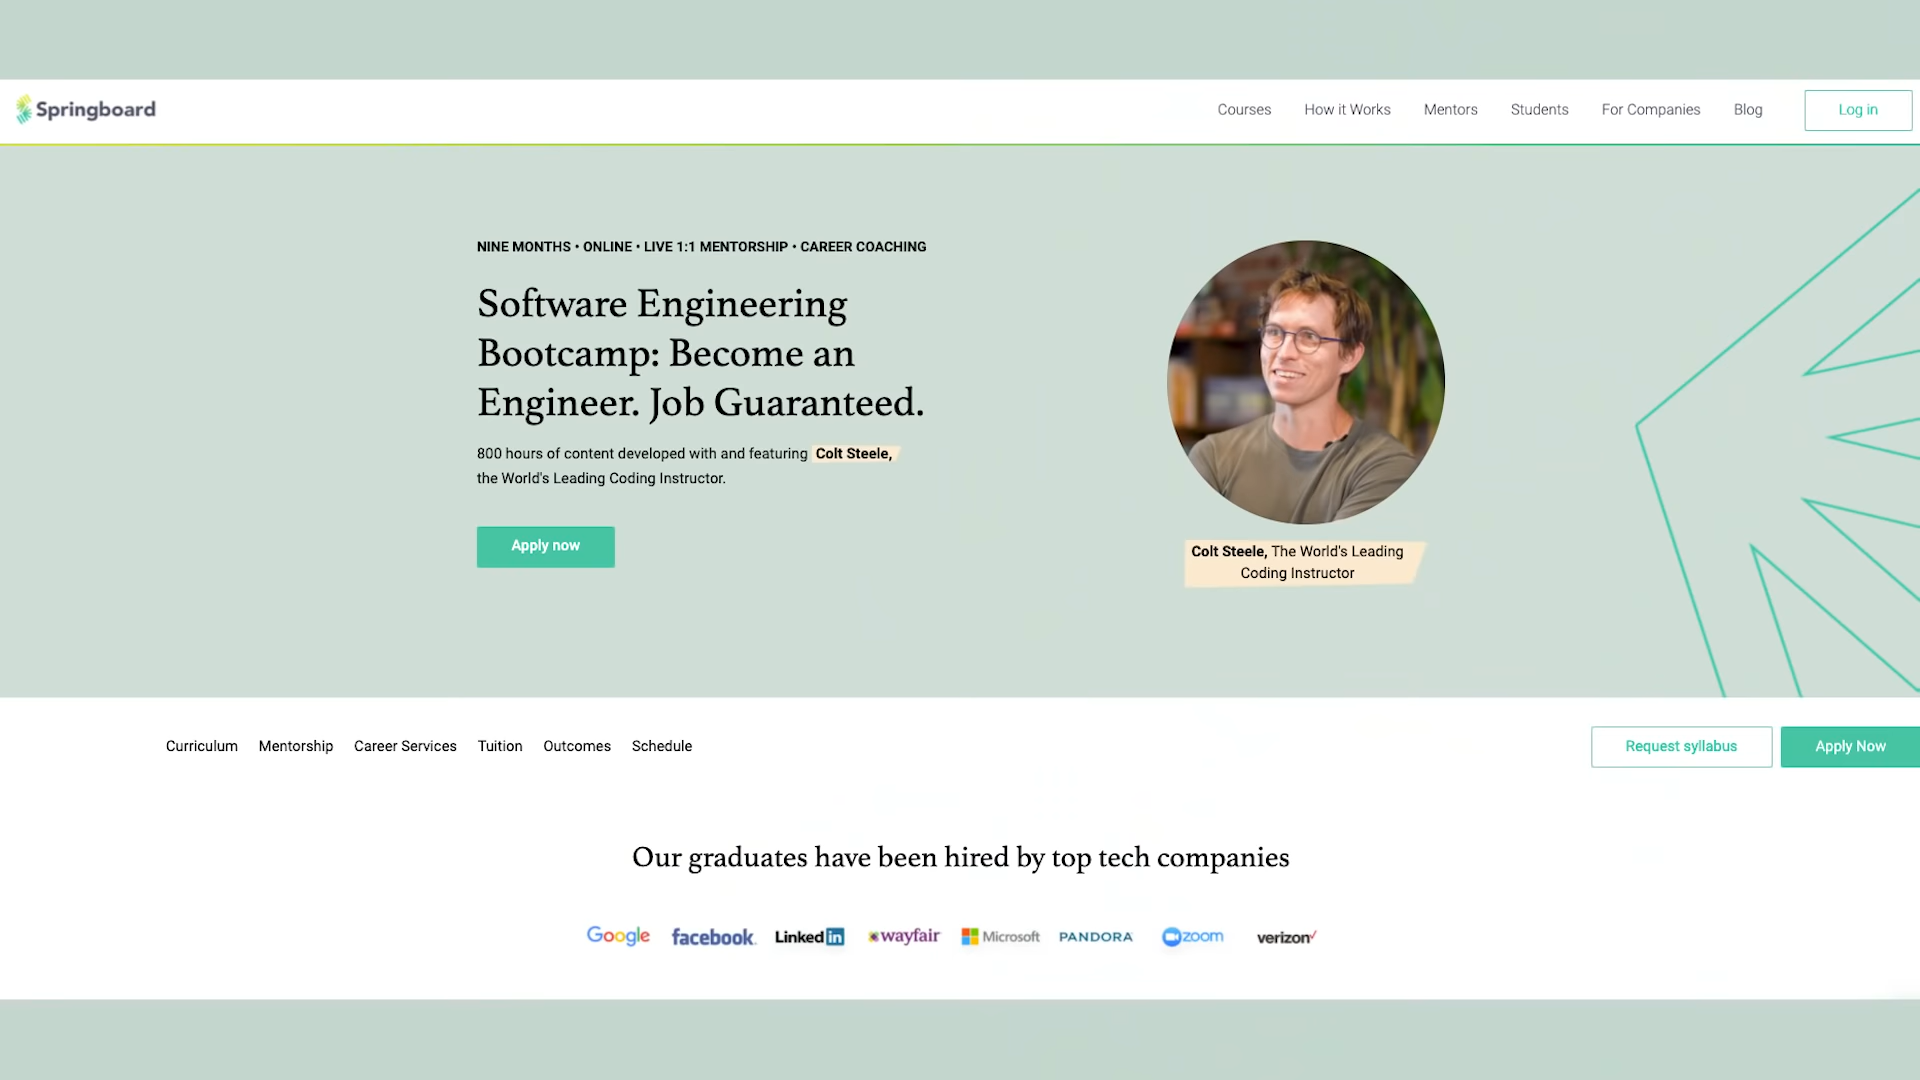 Springboard
Courses How it Works Mentors Students For Companies Blog Log in
NINE MONTHS • ONLINE • LIVE 1:1 MENTORSHIP • CAREER COACHING
Software Engineering
Bootcamp: Become an
Engineer. Job Guaranteed.
800 hours of content developed with and featuring Colt Steele,
the World's Leading Coding Instructor.
Apply now
Colt Steele, The World's Leading
Coding Instructor
Curriculum Mentorship Career Services Tuition Outcomes Schedule
Request syllabus Apply Now
Our graduates have been hired by top tech companies
Google facebook. Linked in wayfair Microsoft PANDORA zoom verizon